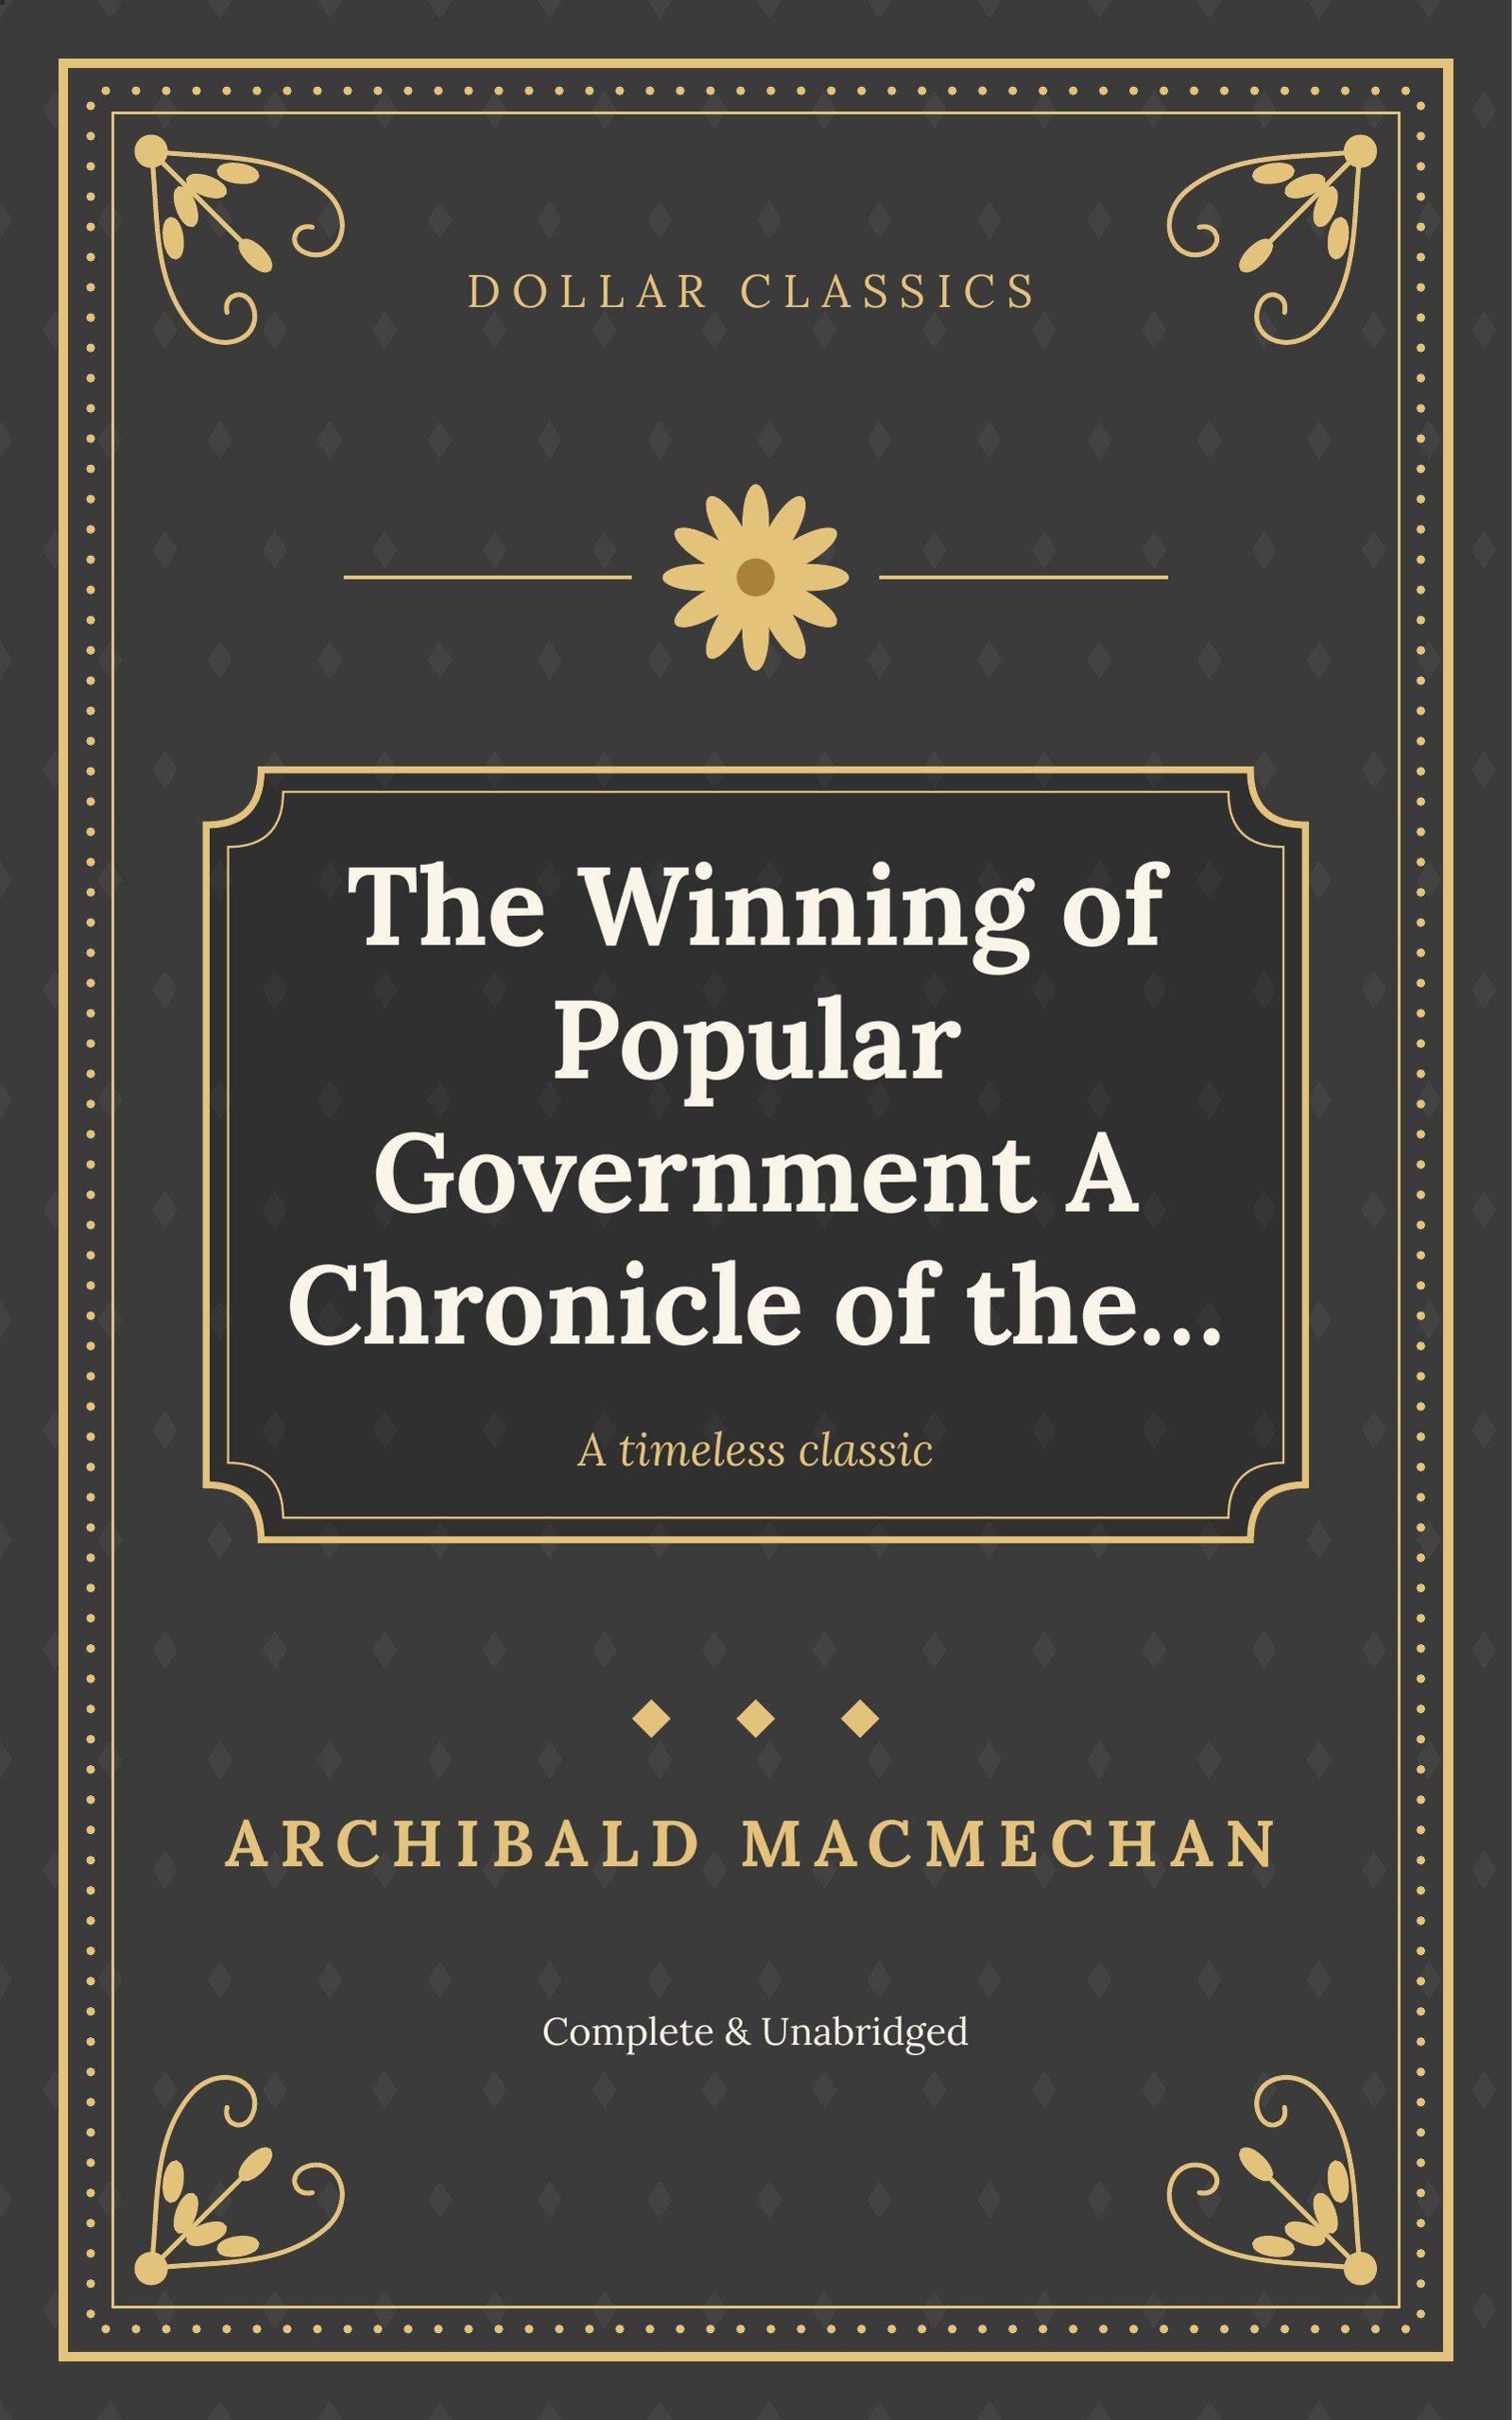 DOLLAR CLASSICS
The Winning of
Popular
Government A
Chronicle of the...
A timeless classic
ARCHIBALD MACMECHAN
Complete & Unabridged